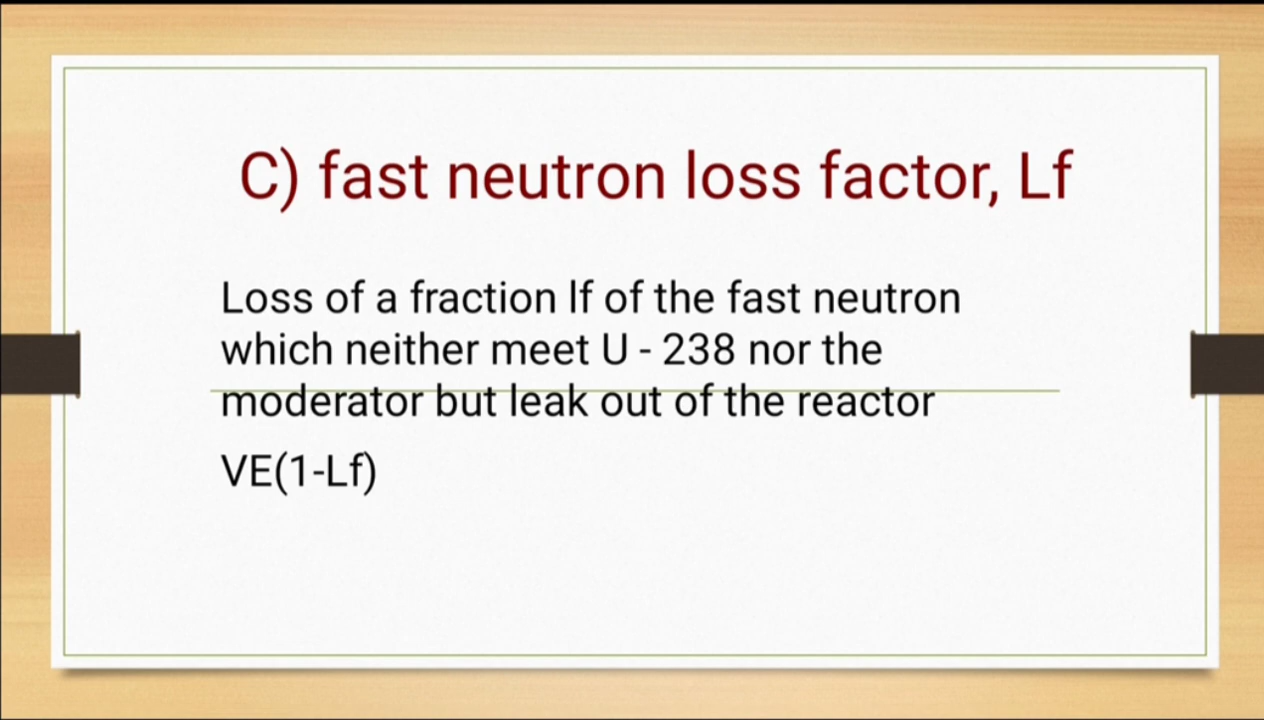 C) fast neutron loss factor, Lf
Loss of a fraction lf of the fast neutron
which neither meet U - 238 nor the
moderator but leak out of the reactor
VE(1-Lf)